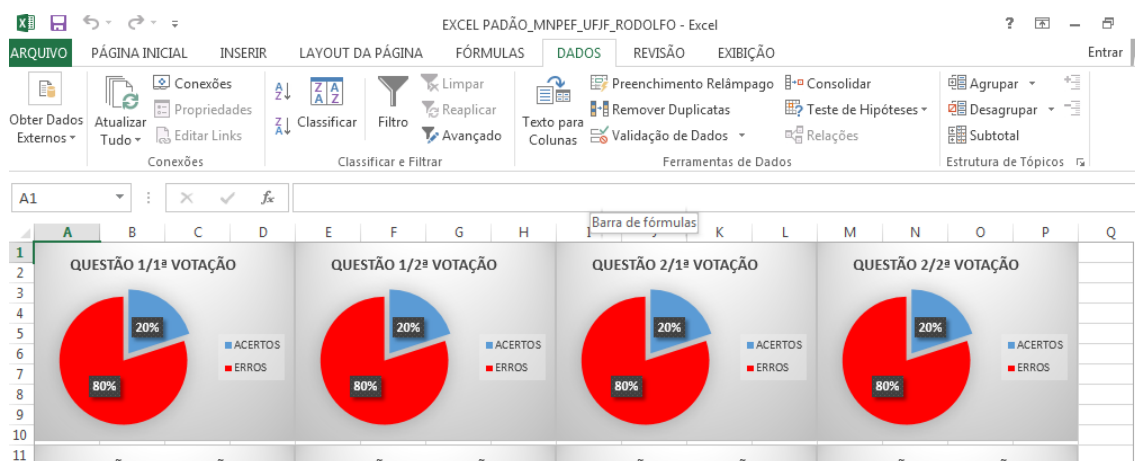 EXCEL PADÃO_MNPEF_UFJF_RODOLFO - Excel
ARQUIVO PÁGINA INICIAL INSERIR LAYOUT DA PÁGINA FÓRMULAS DADOS REVISÃO EXIBIÇÃO Entrar
Obter Dados Externos
Atualizar Tudo
Conexões
Propriedades
Editar Links
Conexões
Classificar
Filtro
Limpar
Reaplicar
Avançado
Classificar e Filtrar
Texto para Colunas
Preenchimento Relâmpago
Remover Duplicatas
Validação de Dados
Consolidar
Teste de Hipóteses
Relações
Ferramentas de Dados
Agrupar
Desagrupar
Subtotal
Estrutura de Tópicos
A1 fx
Barra de fórmulas
A B C D E F G H I J K L M N O P Q
1
2
3
4
5
6
7
8
9
10
11
QUESTÃO 1/1ª VOTAÇÃO
20%
80%
ACERTOS
ERROS
QUESTÃO 1/2ª VOTAÇÃO
20%
80%
ACERTOS
ERROS
QUESTÃO 2/1ª VOTAÇÃO
20%
80%
ACERTOS
ERROS
QUESTÃO 2/2ª VOTAÇÃO
20%
80%
ACERTOS
ERROS